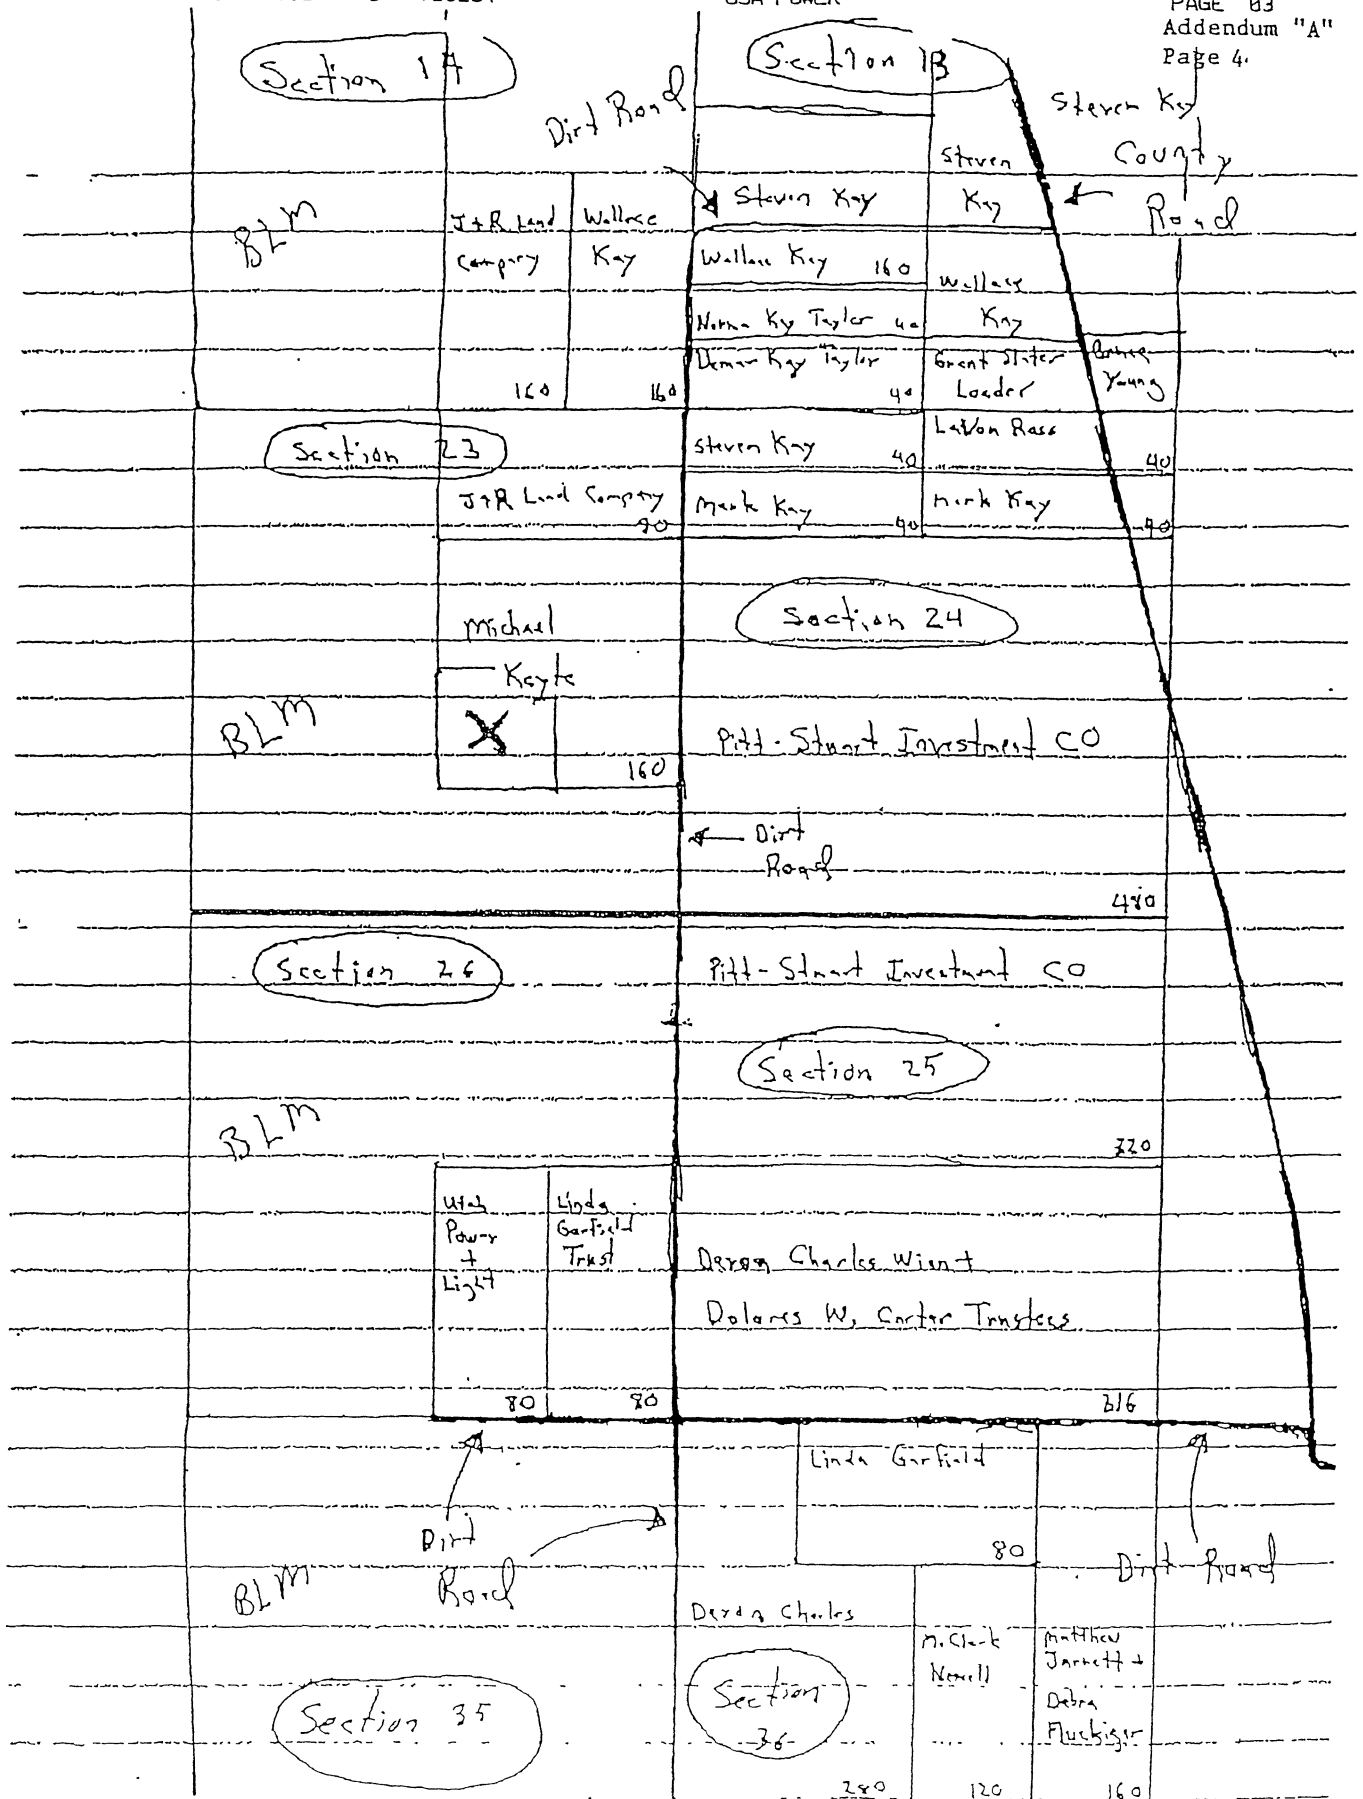 PAGE 03
Addendum "A"
Page 4.
Section 1A
Section 1B
Dirt Road
Steven Kay
County
Road
BLM
J+R Land
Company
160
Wallace
Kay
160
Steven Kay
Steven
Kay
Wallace Kay 160
Wallace
Kay
Norma Kay Taylor 40
Demar Kay Taylor
40
Grant Slater
Loader
Young
Section 23
Steven Kay
40
LaVon Ross
40
J+R Land Company
80
Mark Kay
40
Mark Kay
40
Michael
Kayte
X
160
Section 24
BLM
Pitt-Stuart Investment CO
Dirt
Road
480
Section 26
Pitt-Stuart Investment CO
Section 25
BLM
320
Utah
Power
+
Light
80
Linda
Garfield
Trust
80
Charles Wien +
Dolores W, Carter Trustees
316
Linda Garfield
80
Dirt
Road
Dirt Road
BLM
Charles
Section
36
280
M. Clark
Newell
120
Matthew
Jarrett +
Debra
Fluckiger
160
Section 35